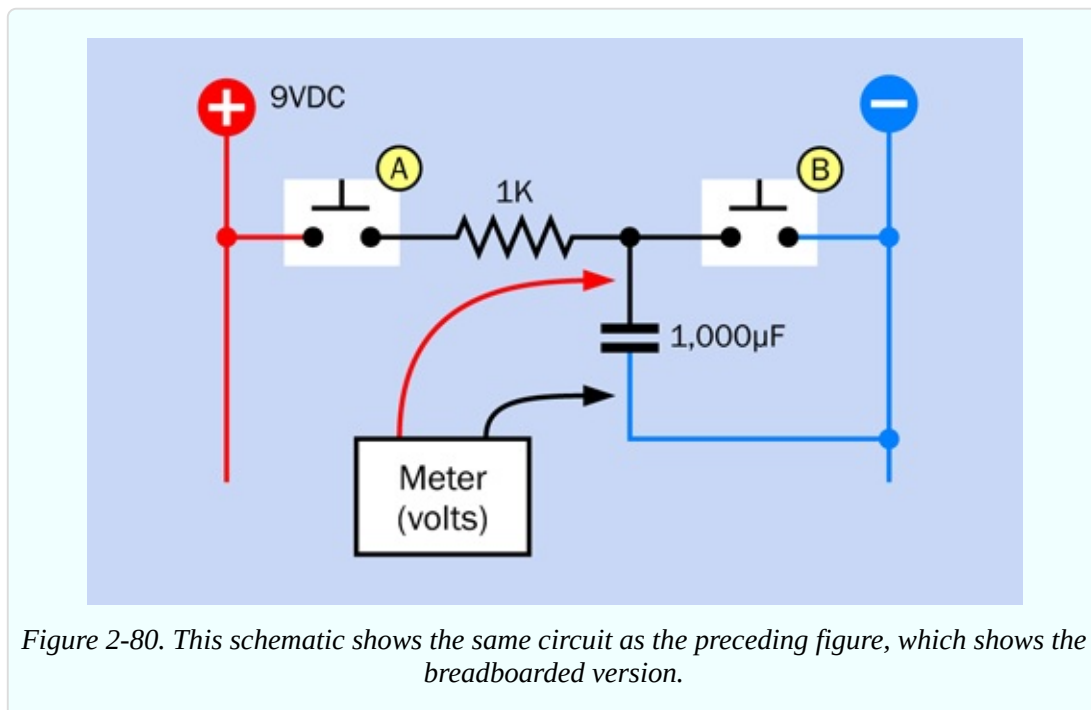 +
9VDC
−
A
B
1K
1,000µF
Meter
(volts)
Figure 2-80. This schematic shows the same circuit as the preceding figure, which shows the
breadboarded version.